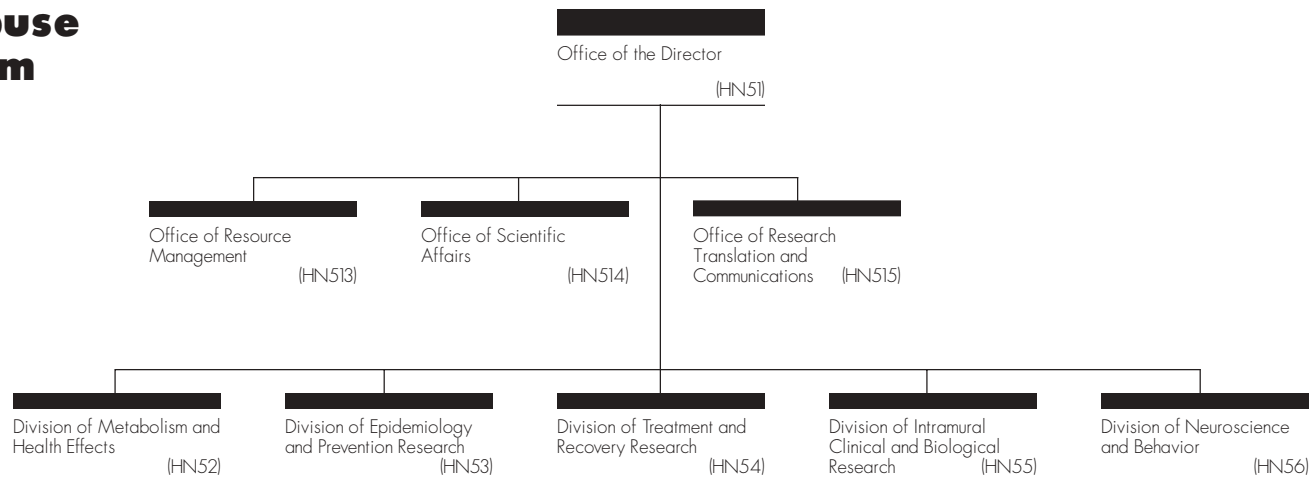 Office of the Director
(HN51)
Office of Resource
Management
(HN513)
Office of Scientific
Affairs
(HN514)
Office of Research
Translation and
Communications (HN515)
Division of Metabolism and
Health Effects
(HN52)
Division of Epidemiology
and Prevention Research
(HN53)
Division of Treatment and
Recovery Research
(HN54)
Division of Intramural
Clinical and Biological
Research (HN55)
Division of Neuroscience
and Behavior
(HN56)